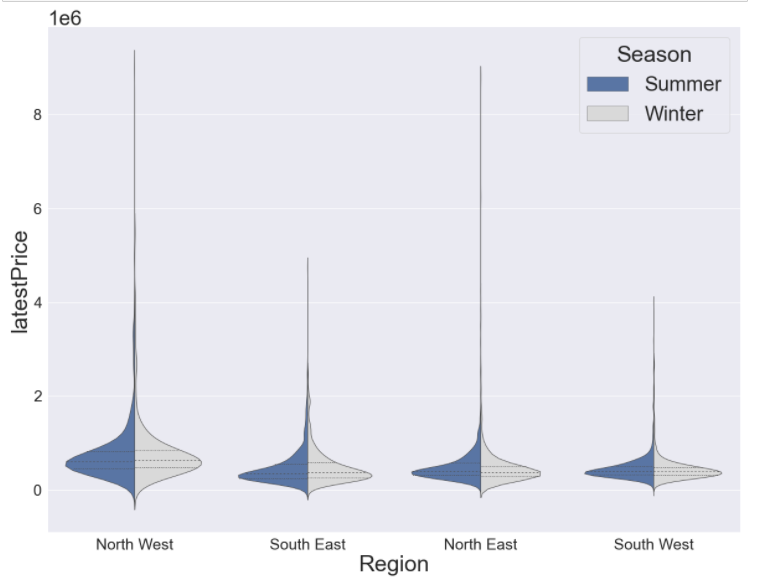 1e6
Season
Summer
Winter
8
6
4
2
0
latestPrice
North West South East North East South West
Region